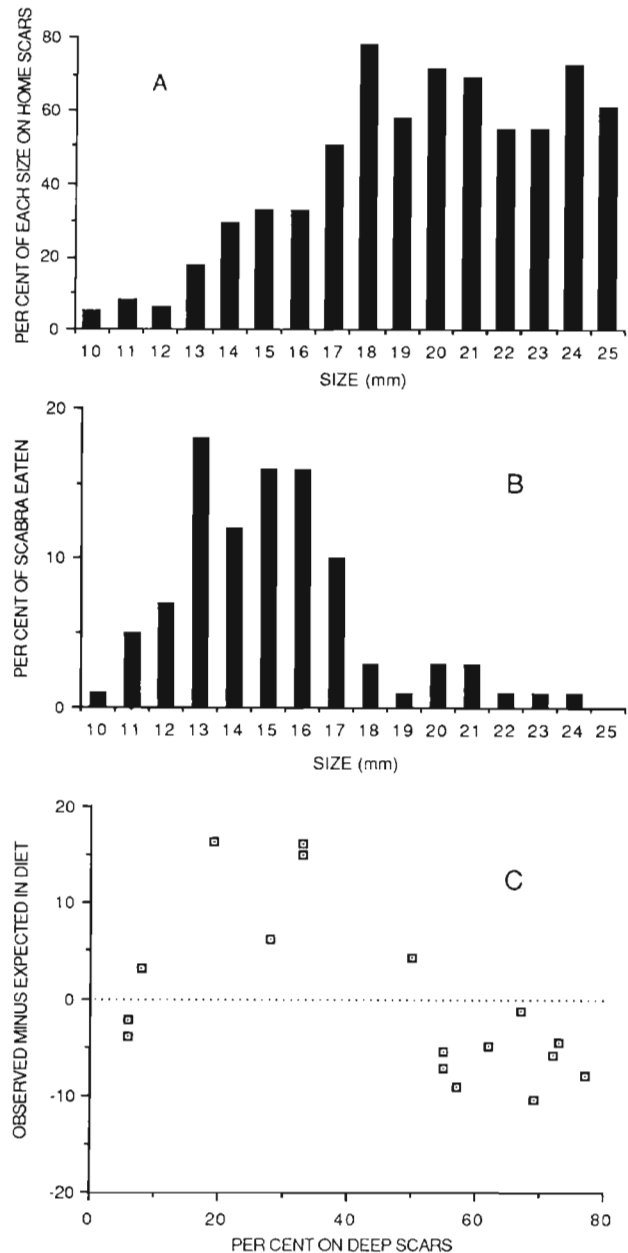 PER CENT OF EACH SIZE ON HOME SCARS
80
60
40
20
0
A
10 11 12 13 14 15 16 17 18 19 20 21 22 23 24 25
SIZE (mm)
PER CENT OF SCABRA EATEN
20
10
0
B
10 11 12 13 14 15 16 17 18 19 20 21 22 23 24 25
SIZE (mm)
OBSERVED MINUS EXPECTED IN DIET
20
10
0
-10
-20
C
0 20 40 60 80
PER CENT ON DEEP SCARS